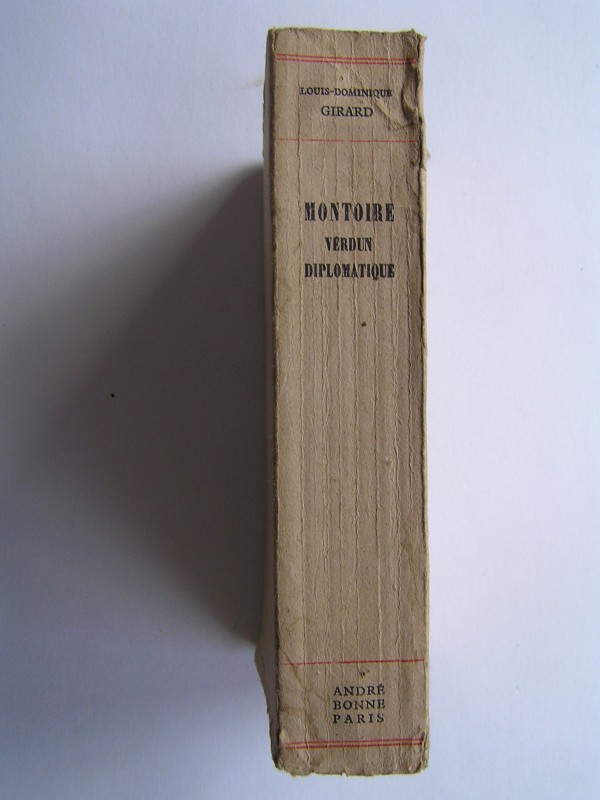 LOUIS-DOMINIQUE
GIRARD
MONTOIRE
VERDUN
DIPLOMATIQUE
ANDRÉ
BONNE
PARIS